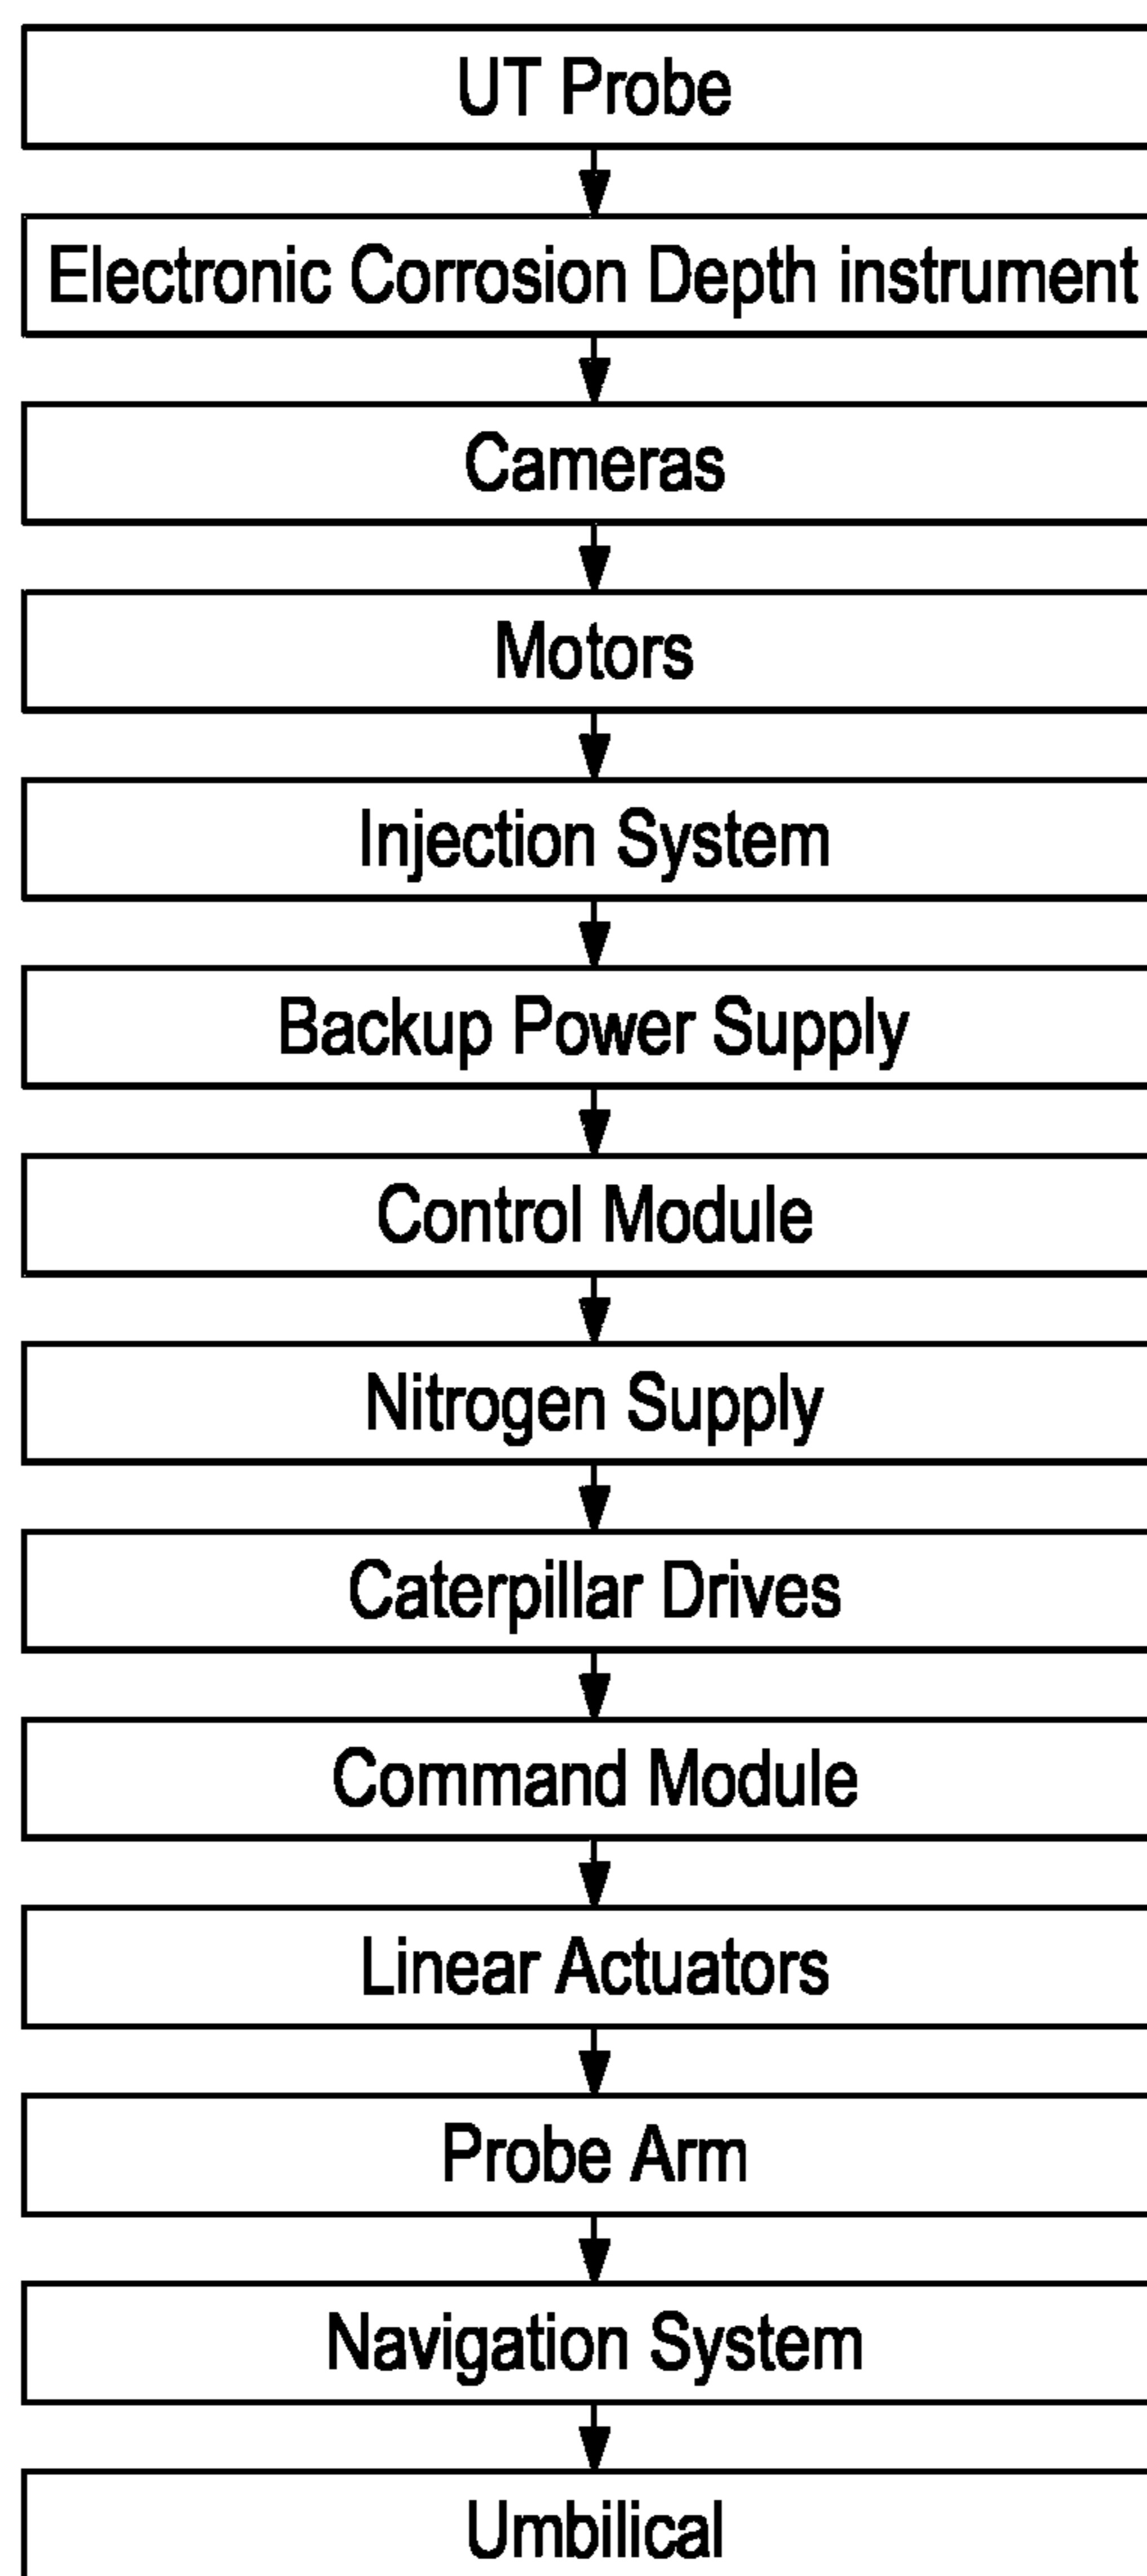 UT Probe
Electronic Corrosion Depth instrument
Cameras
Motors
Injection System
Backup Power Supply
Control Module
Nitrogen Supply
Caterpillar Drives
Command Module
Linear Actuators
Probe Arm
Navigation System
Umbilical